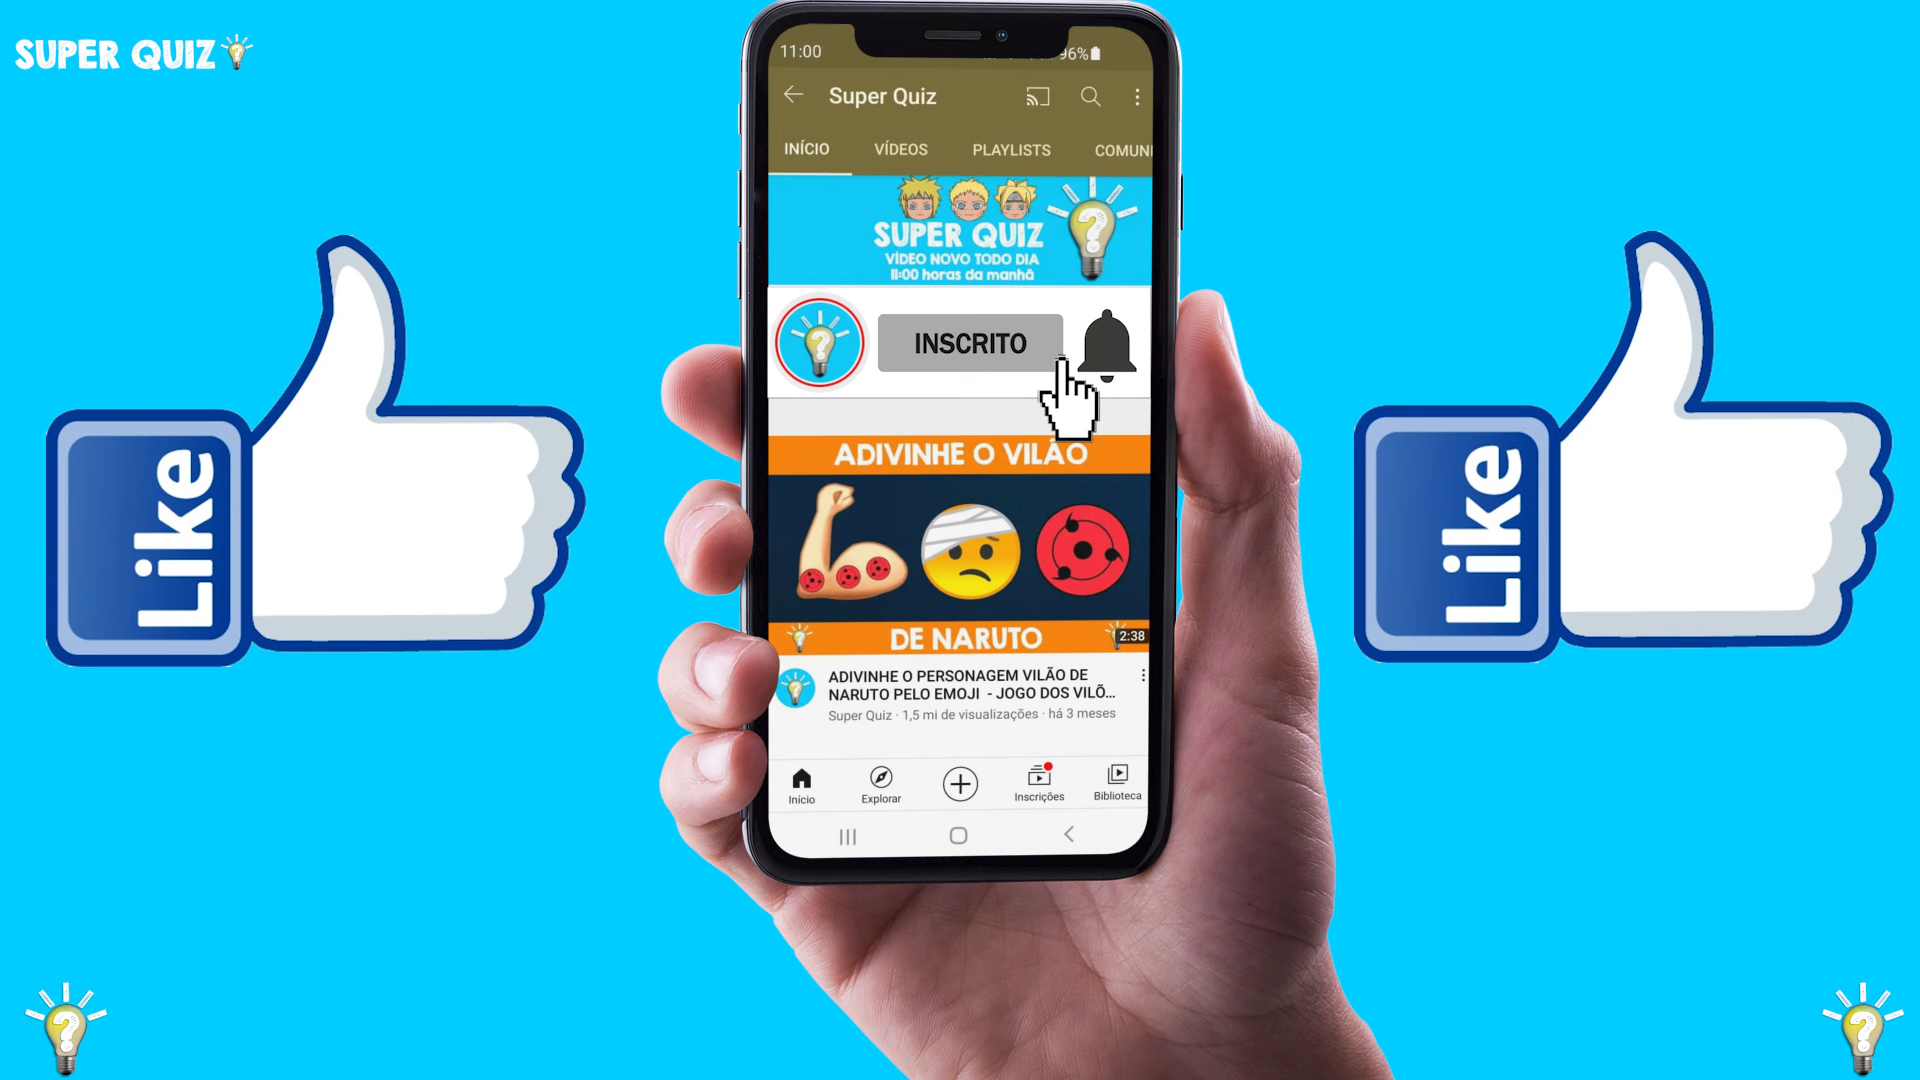 SUPER QUIZ
11:00
96%
Super Quiz
INÍCIO VÍDEOS PLAYLISTS COMUNI
SUPER QUIZ
VÍDEO NOVO TODO DIA
11:00 horas da manhã
INSCRITO
ADIVINHE O VILÃO
DE NARUTO
2:38
ADIVINHE O PERSONAGEM VILÃO DE
NARUTO PELO EMOJI - JOGO DOS VILÕ...
Super Quiz · 1,5 mi de visualizações · há 3 meses
Início Explorar Inscrições Biblioteca
Like
Like